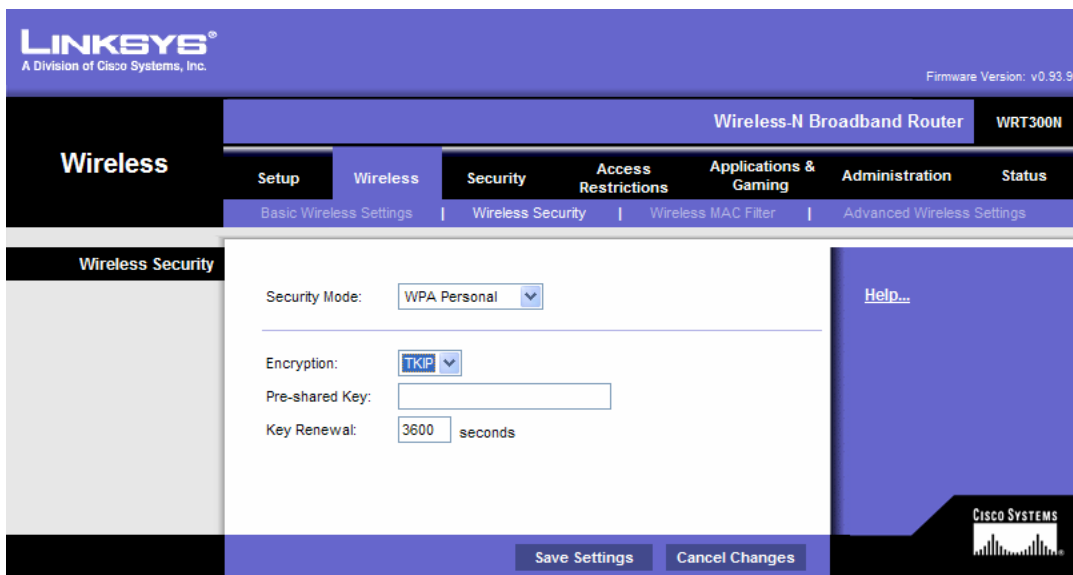 LINKSYS®
A Division of Cisco Systems, Inc.
Firmware Version: v0.93.9
Wireless-N Broadband Router WRT300N
Wireless
Setup Wireless Security Access Restrictions Applications & Gaming Administration Status
Basic Wireless Settings | Wireless Security | Wireless MAC Filter | Advanced Wireless Settings
Wireless Security
Security Mode: WPA Personal
Help...
Encryption: TKIP
Pre-shared Key:
Key Renewal: 3600 seconds
CISCO SYSTEMS
Save Settings Cancel Changes